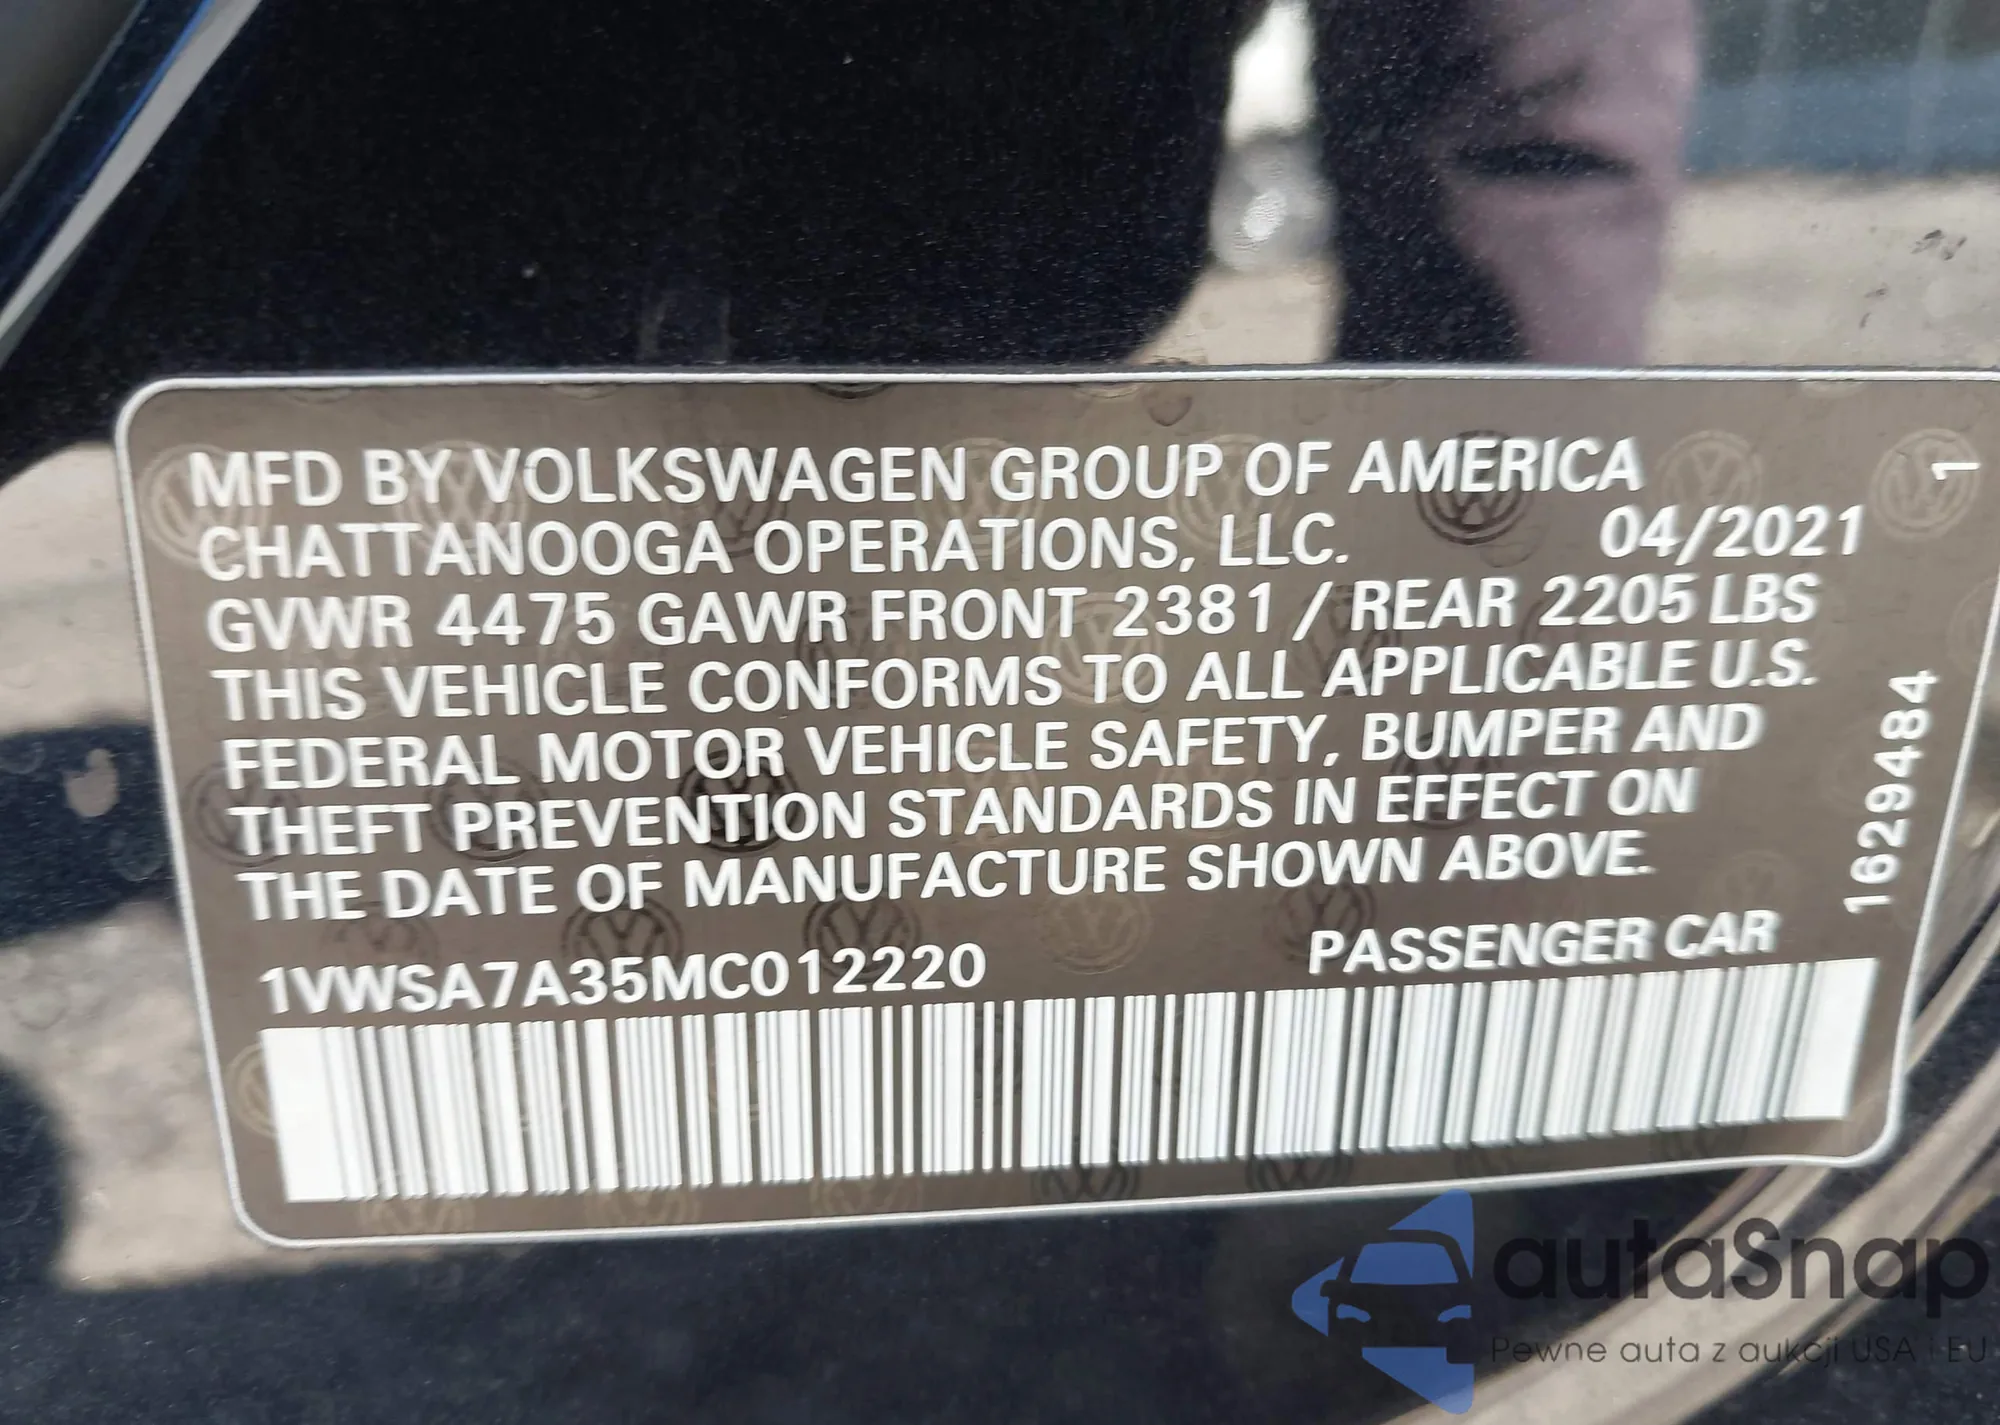 MFD BY VOLKSWAGEN GROUP OF AMERICA
CHATTANOOGA OPERATIONS, LLC. 04/2021
GVWR 4475 GAWR FRONT 2381 / REAR 2205 LBS
THIS VEHICLE CONFORMS TO ALL APPLICABLE U.S.
FEDERAL MOTOR VEHICLE SAFETY, BUMPER AND
THEFT PREVENTION STANDARDS IN EFFECT ON
THE DATE OF MANUFACTURE SHOWN ABOVE.
1VWSA7A35MC012220 PASSENGER CAR
1629484 1
autaSnap
Pewne auta z aukcji USA i EU